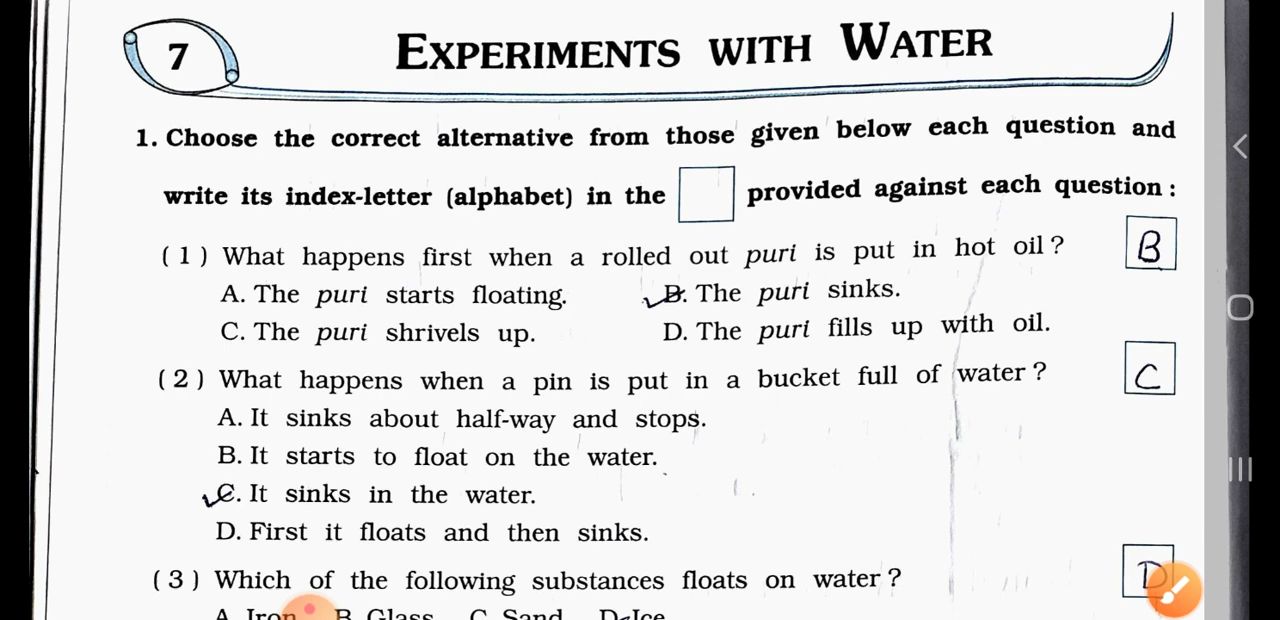 7
EXPERIMENTS WITH WATER
1. Choose the correct alternative from those given below each question and
write its index-letter (alphabet) in the provided against each question :
( 1 ) What happens first when a rolled out puri is put in hot oil ? B
A. The puri starts floating. B. The puri sinks.
C. The puri shrivels up. D. The puri fills up with oil.
( 2 ) What happens when a pin is put in a bucket full of water ? C
A. It sinks about half-way and stops.
B. It starts to float on the water.
C. It sinks in the water.
D. First it floats and then sinks.
( 3 ) Which of the following substances floats on water ? D
A. Iron B. Glass C. Sand D. Ice